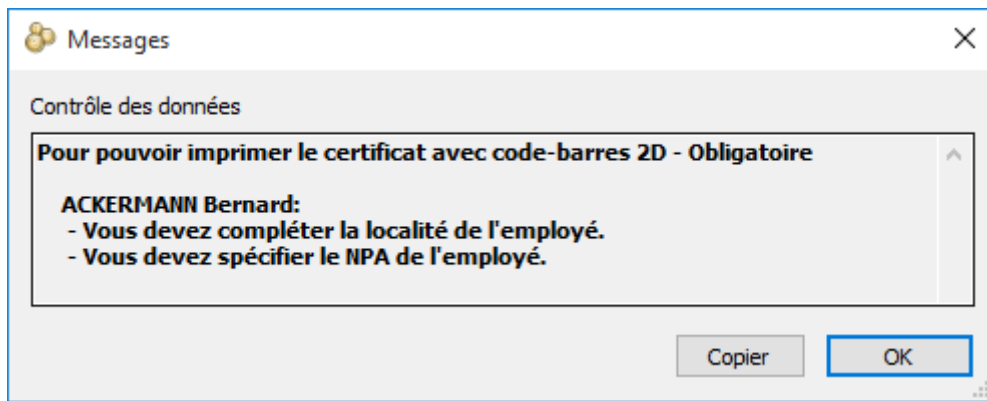 Messages
Contrôle des données
Pour pouvoir imprimer le certificat avec code-barres 2D - Obligatoire
ACKERMANN Bernard:
- Vous devez compléter la localité de l'employé.
- Vous devez spécifier le NPA de l'employé.
Copier
OK